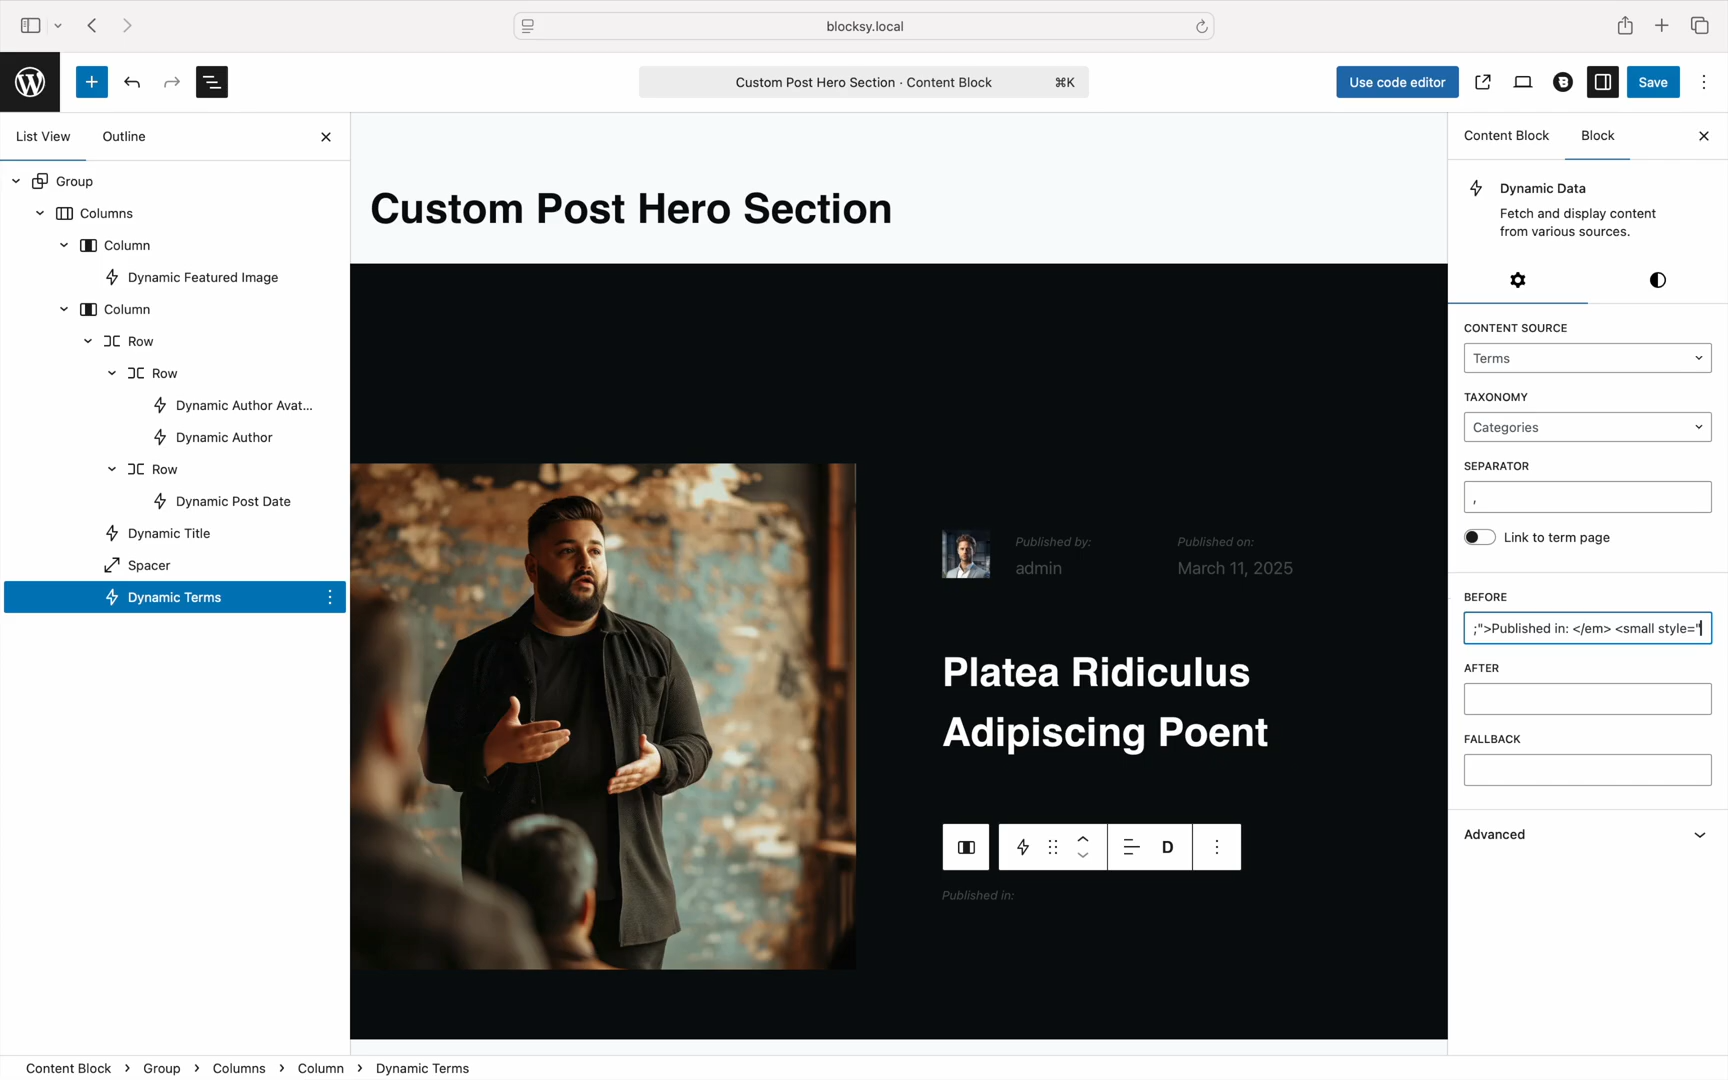 blocksy.local
Custom Post Hero Section · Content Block ⌘K
Use code editor
Save
List View
Outline
Group
Columns
Column
Dynamic Featured Image
Column
Row
Row
Dynamic Author Avat...
Dynamic Author
Row
Dynamic Post Date
Dynamic Title
Spacer
Dynamic Terms
Custom Post Hero Section
Published by:
admin
Published on:
March 11, 2025
Platea Ridiculus
Adipiscing Poent
D
Published in:
Content Block
Block
Dynamic Data
Fetch and display content
from various sources.
CONTENT SOURCE
Terms
TAXONOMY
Categories
SEPARATOR
,
Link to term page
BEFORE
;">Published in: </em> <small style="
AFTER
FALLBACK
Advanced
Content Block › Group › Columns › Column › Dynamic Terms